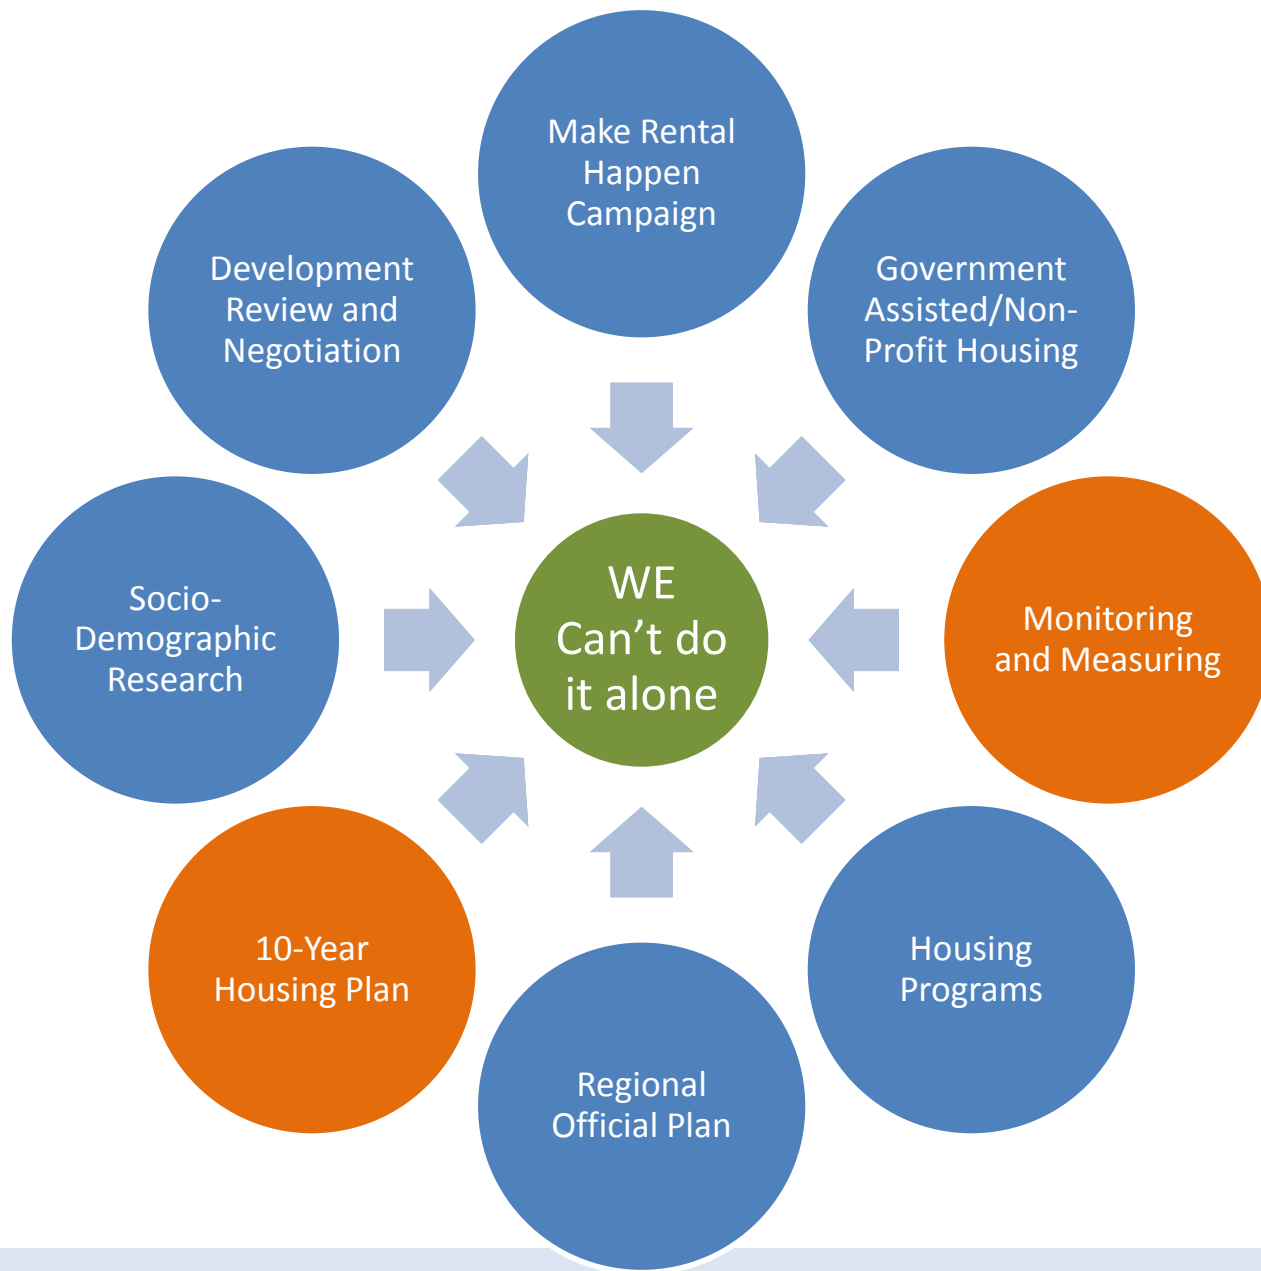 Make Rental
Happen
Campaign
Government
Assisted/Non-
Profit Housing
Monitoring
and Measuring
Housing
Programs
Regional
Official Plan
10-Year
Housing Plan
Socio-
Demographic
Research
Development
Review and
Negotiation
WE
Can’t do
it alone